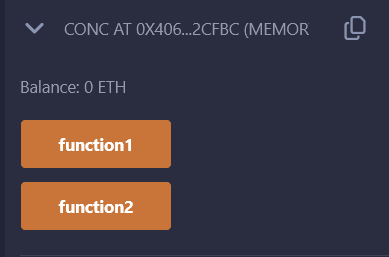 CONC AT 0X406...2CFBC (MEMOR
Balance: 0 ETH
function1
function2